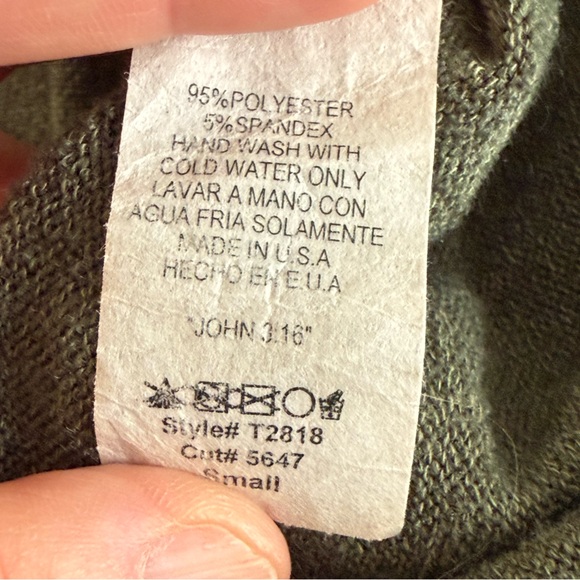 95%POLYESTER
5%SPANDEX
HAND WASH WITH
COLD WATER ONLY
LAVAR A MANO CON
AGUA FRIA SOLAMENTE
MADE IN U.S.A
HECHO EN E.U.A
"JOHN 3:16"
Style# T2818
Cut# 5647
Small